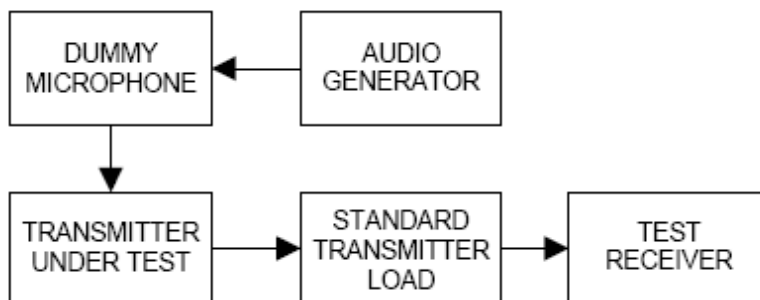 DUMMY
MICROPHONE
AUDIO
GENERATOR
TRANSMITTER
UNDER TEST
STANDARD
TRANSMITTER
LOAD
TEST
RECEIVER